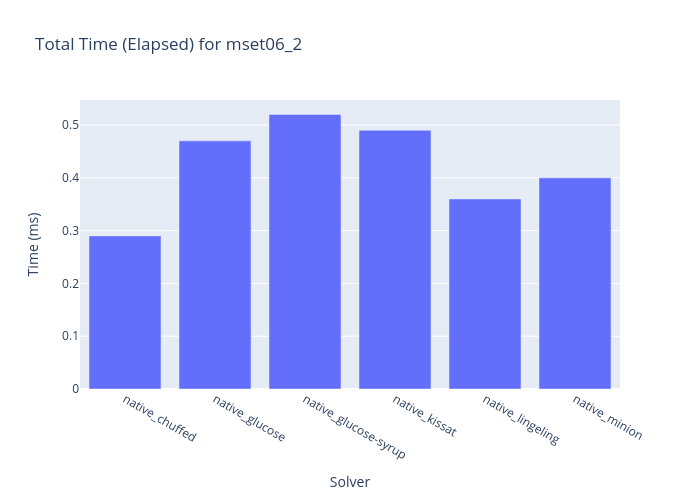 Total Time (Elapsed) for mset06_2
Time (ms)
0.5
0.4
0.3
0.2
0.1
0
native_chuffed
native_glucose
native_glucose-syrup
native_kissat
native_lingeling
native_minion
Solver